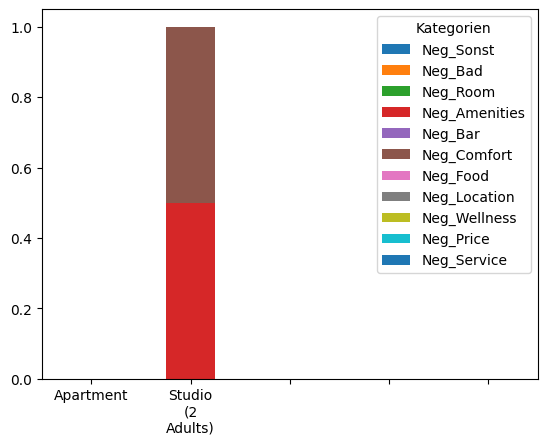 1.0
0.8
0.6
0.4
0.2
0.0
Kategorien
Neg_Sonst
Neg_Bad
Neg_Room
Neg_Amenities
Neg_Bar
Neg_Comfort
Neg_Food
Neg_Location
Neg_Wellness
Neg_Price
Neg_Service
Apartment
Studio
(2
Adults)